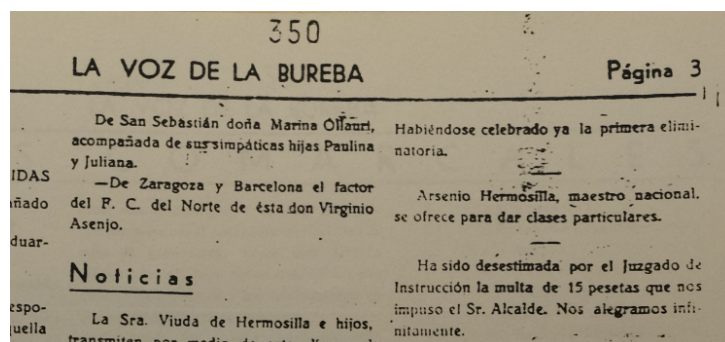 350
LA VOZ DE LA BUREBA
Página 3
IDAS
ñado
duar-
espo-
uella
De San Sebastián doña Marina Ollauri,
acompañada de sus simpáticas hijas Paulina
y Juliana.
—De Zaragoza y Barcelona el factor
del F. C. del Norte de ésta don Virginio
Asenjo.
Noticias
La Sra. Viuda de Hermosilla e hijos,
transmiten por medio de
Habiéndose celebrado ya la primera elimi-
natoria.
Arsenio Hermosilla, maestro nacional.
se ofrece para dar clases particulares.
Ha sido desestimada por el Juzgado de
Instrucción la multa de 15 pesetas que nos
impuso el Sr. Alcalde. Nos alegramos infi-
nitamente.